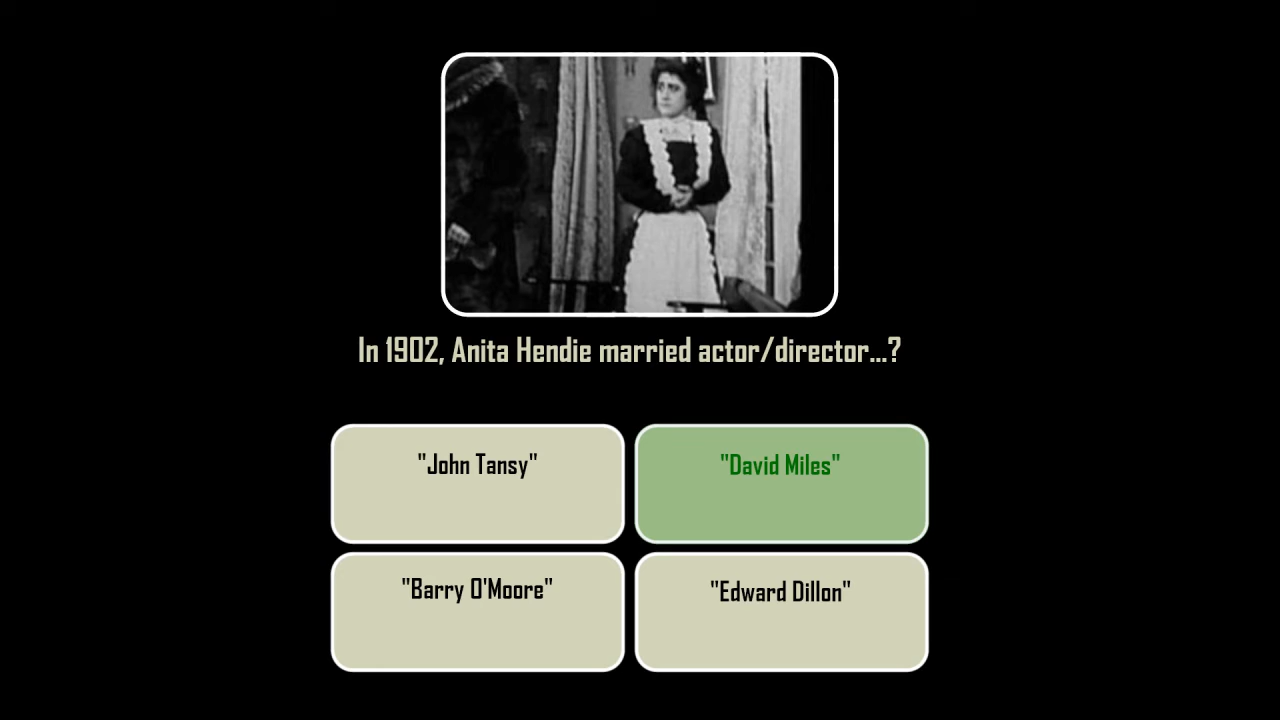 In 1902, Anita Hendie married actor/director...?
"John Tansy"
"David Miles"
"Barry O'Moore"
"Edward Dillon"